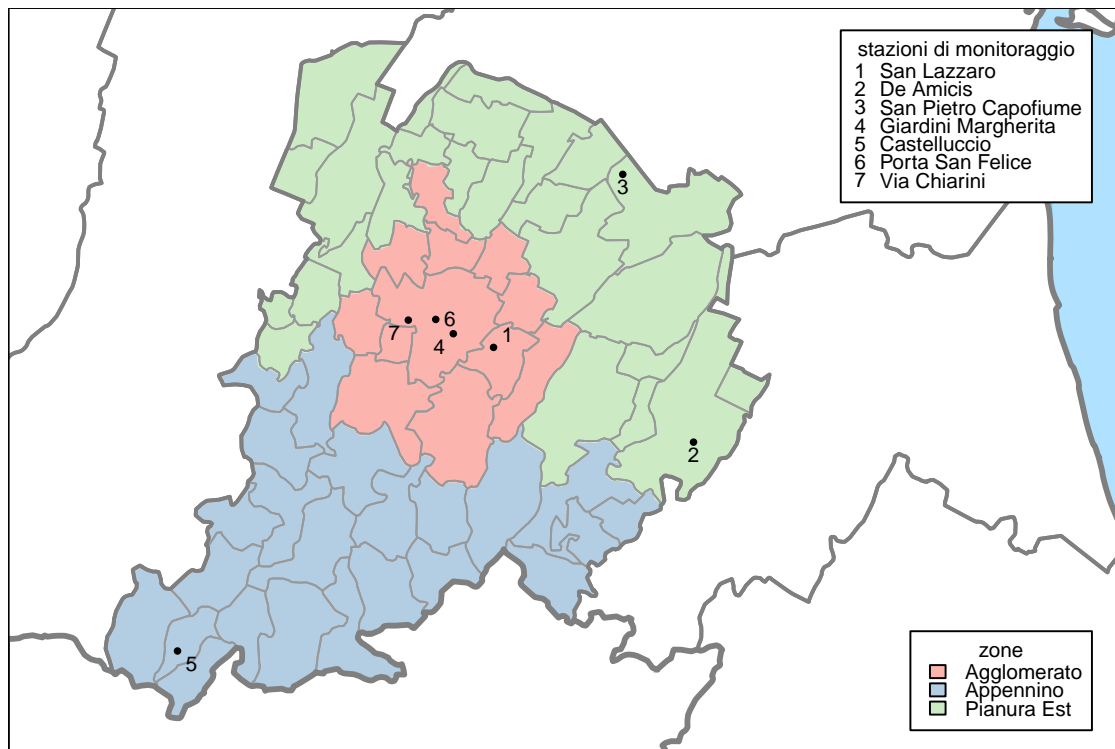 stazioni di monitoraggio
1 San Lazzaro
2 De Amicis
3 San Pietro Capofiume
4 Giardini Margherita
5 Castelluccio
6 Porta San Felice
7 Via Chiarini
3
6
7
4
1
2
5
zone
Agglomerato
Appennino
Pianura Est